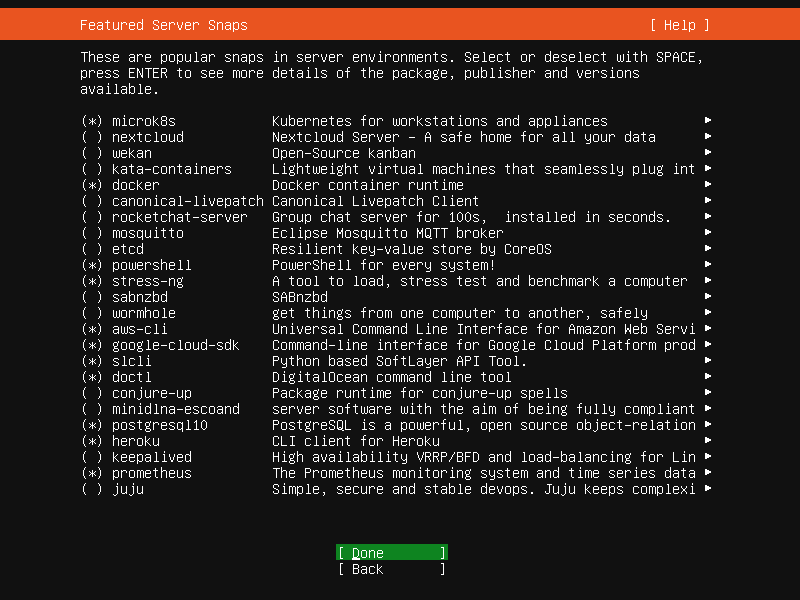 Featured Server Snaps [ Help ]
These are popular snaps in server environments. Select or deselect with SPACE,
press ENTER to see more details of the package, publisher and versions
available.
(*) microk8s Kubernetes for workstations and appliances ▸
( ) nextcloud Nextcloud Server - A safe home for all your data ▸
( ) wekan Open-Source kanban ▸
( ) kata-containers Lightweight virtual machines that seamlessly plug int ▸
(*) docker Docker container runtime ▸
( ) canonical-livepatch Canonical Livepatch Client ▸
( ) rocketchat-server Group chat server for 100s,  installed in seconds. ▸
( ) mosquitto Eclipse Mosquitto MQTT broker ▸
( ) etcd Resilient key-value store by CoreOS ▸
(*) powershell PowerShell for every system! ▸
(*) stress-ng A tool to load, stress test and benchmark a computer ▸
( ) sabnzbd SABnzbd ▸
( ) wormhole get things from one computer to another, safely ▸
(*) aws-cli Universal Command Line Interface for Amazon Web Servi ▸
(*) google-cloud-sdk Command-line interface for Google Cloud Platform prod ▸
(*) slcli Python based SoftLayer API Tool. ▸
(*) doctl DigitalOcean command line tool ▸
( ) conjure-up Package runtime for conjure-up spells ▸
( ) minidlna-escoand server software with the aim of being fully compliant ▸
(*) postgresql10 PostgreSQL is a powerful, open source object-relation ▸
(*) heroku CLI client for Heroku ▸
( ) keepalived High availability VRRP/BFD and load-balancing for Lin ▸
(*) prometheus The Prometheus monitoring system and time series data ▸
( ) juju Simple, secure and stable devops. Juju keeps complexi ▸
[ Done ]
[ Back ]